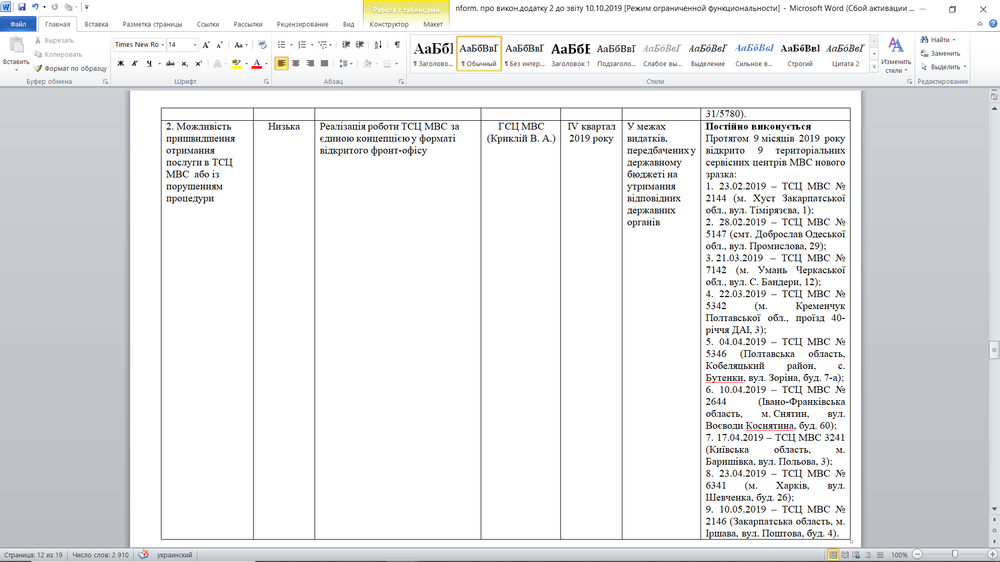 Работа с таблицами
nform. про викон.додатку 2 до звіту 10.10.2019 [Режим ограниченной функциональности] - Microsoft Word (Сбой активации ...
Файл Главная Вставка Разметка страницы Ссылки Рассылки Рецензирование Вид Конструктор Макет
Вставить
Вырезать
Копировать
Формат по образцу
Буфер обмена
Times New Ro 14
Ж К Ч abc x₂ x² A A
Шрифт
Абзац
АаБбІ АаБбВвГ АаБбВвГ АаБбВ АаБбВвГ АаБбВвГ АаБбВвГ АаБбВвІ АаБбВвІ АаБбВвГ
¶ Заголово... ¶ Обычный ¶ Без интер... Заголовок 1 Подзаголо... Слабое вы... Выделение Сильное в... Строгий Цитата 2
Изменить стили
Стили
Найти
Заменить
Выделить
Редактирование
31/5780).
2. Можливість
пришвидшення
отримання
послуги в ТСЦ
МВС або із
порушенням
процедури
Низька
Реалізація роботи ТСЦ МВС за
єдиною концепцією у форматі
відкритого фронт-офісу
ГСЦ МВС
(Криклій В. А.)
IV квартал
2019 року
У межах
видатків,
передбачених у
державному
бюджеті на
утримання
відповідних
державних
органів
Постійно виконується
Протягом 9 місяців 2019 року
відкрито 9 територіальних
сервісних центрів МВС нового
зразка:
1. 23.02.2019 – ТСЦ МВС №
2144 (м. Хуст Закарпатської
обл., вул. Тімірязєва, 1);
2. 28.02.2019 – ТСЦ МВС №
5147 (смт. Доброслав Одеської
обл., вул. Промислова, 29);
3. 21.03.2019 – ТСЦ МВС №
7142 (м. Умань Черкаської
обл., вул. С. Бандери, 12);
4. 22.03.2019 – ТСЦ МВС №
5342 (м. Кременчук
Полтавської обл., проїзд 40-
річчя ДАІ, 3);
5. 04.04.2019 – ТСЦ МВС №
5346 (Полтавська область,
Кобеляцький район, с.
Бутенки, вул. Зоріна, буд. 7-а);
6. 10.04.2019 – ТСЦ МВС №
2644 (Івано-Франківська
область, м. Снятин, вул.
Воєводи Коснятина, буд. 60);
7. 17.04.2019 – ТСЦ МВС 3241
(Київська область, м.
Баришівка, вул. Польова, 3);
8. 23.04.2019 – ТСЦ МВС №
6341 (м. Харків, вул.
Шевченка, буд. 26);
9. 10.05.2019 – ТСЦ МВС №
2146 (Закарпатська область, м.
Іршава, вул. Поштова, буд. 4).
Страница: 12 из 19 Число слов: 2 910 украинский 100%